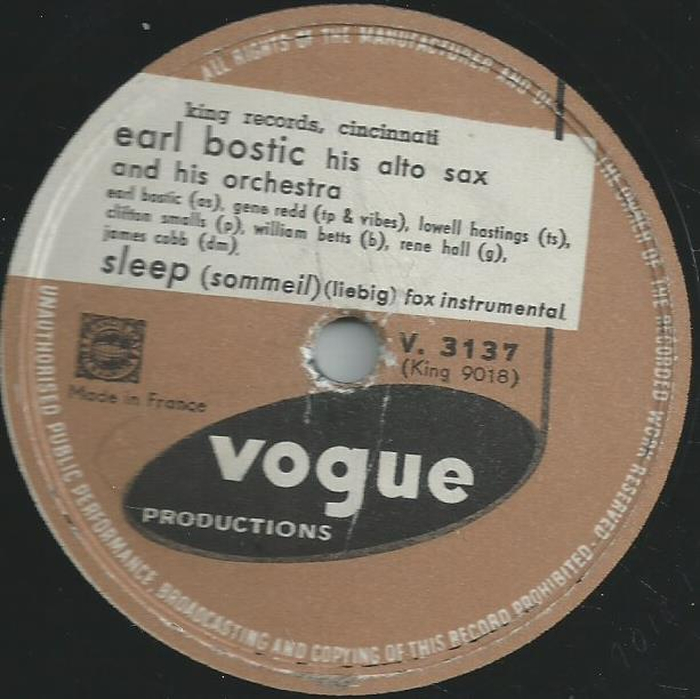 ALL RIGHTS OF THE MANUFACTURER AND OF THE OWNER OF THE RECORDED WORK RESERVED
king records, cincinnati
earl bostic his alto sax
and his orchestra
earl bostic (as), gene redd (tp & vibes), lowell hastings (ts),
clifton smalls (p), william betts (b), rene hall (g),
james cobb (dm).
sleep (sommeil) (liebig) fox instrumental
V. 3137
(King 9018)
Made in France
vogue
PRODUCTIONS
UNAUTHORISED PUBLIC PERFORMANCE, BROADCASTING AND COPYING OF THIS RECORD PROHIBITED